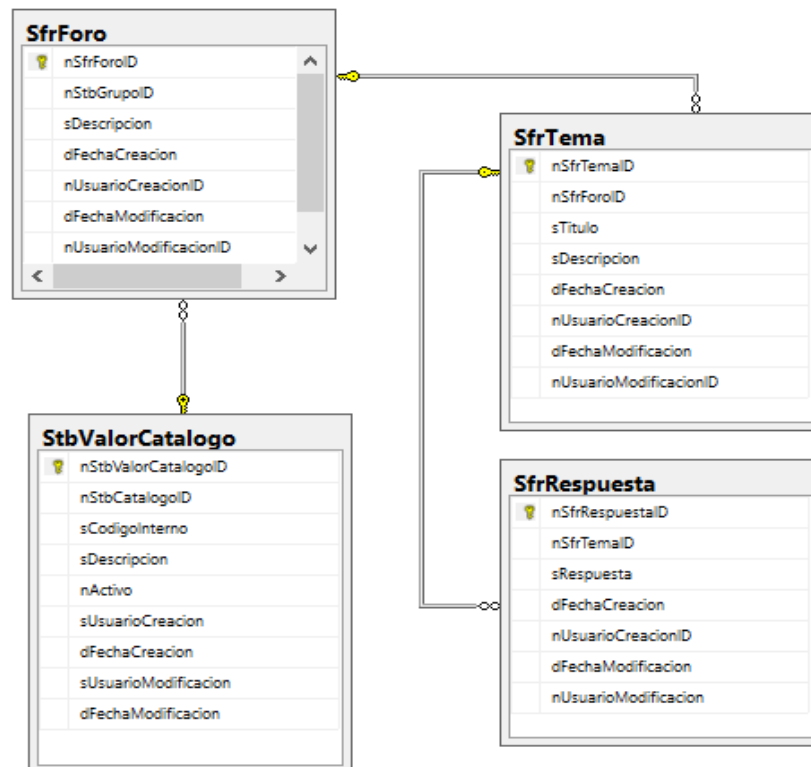 SfrForo
nSfrForoID
nStbGrupoID
sDescripcion
dFechaCreacion
nUsuarioCreacionID
dFechaModificacion
nUsuarioModificacionID
SfrTema
nSfrTemaID
nSfrForoID
sTitulo
sDescripcion
dFechaCreacion
nUsuarioCreacionID
dFechaModificacion
nUsuarioModificacionID
StbValorCatalogo
nStbValorCatalogoID
nStbCatalogoID
sCodigoInterno
sDescripcion
nActivo
sUsuarioCreacion
dFechaCreacion
sUsuarioModificacion
dFechaModificacion
SfrRespuesta
nSfrRespuestaID
nSfrTemaID
sRespuesta
dFechaCreacion
nUsuarioCreacionID
dFechaModificacion
nUsuarioModificacion